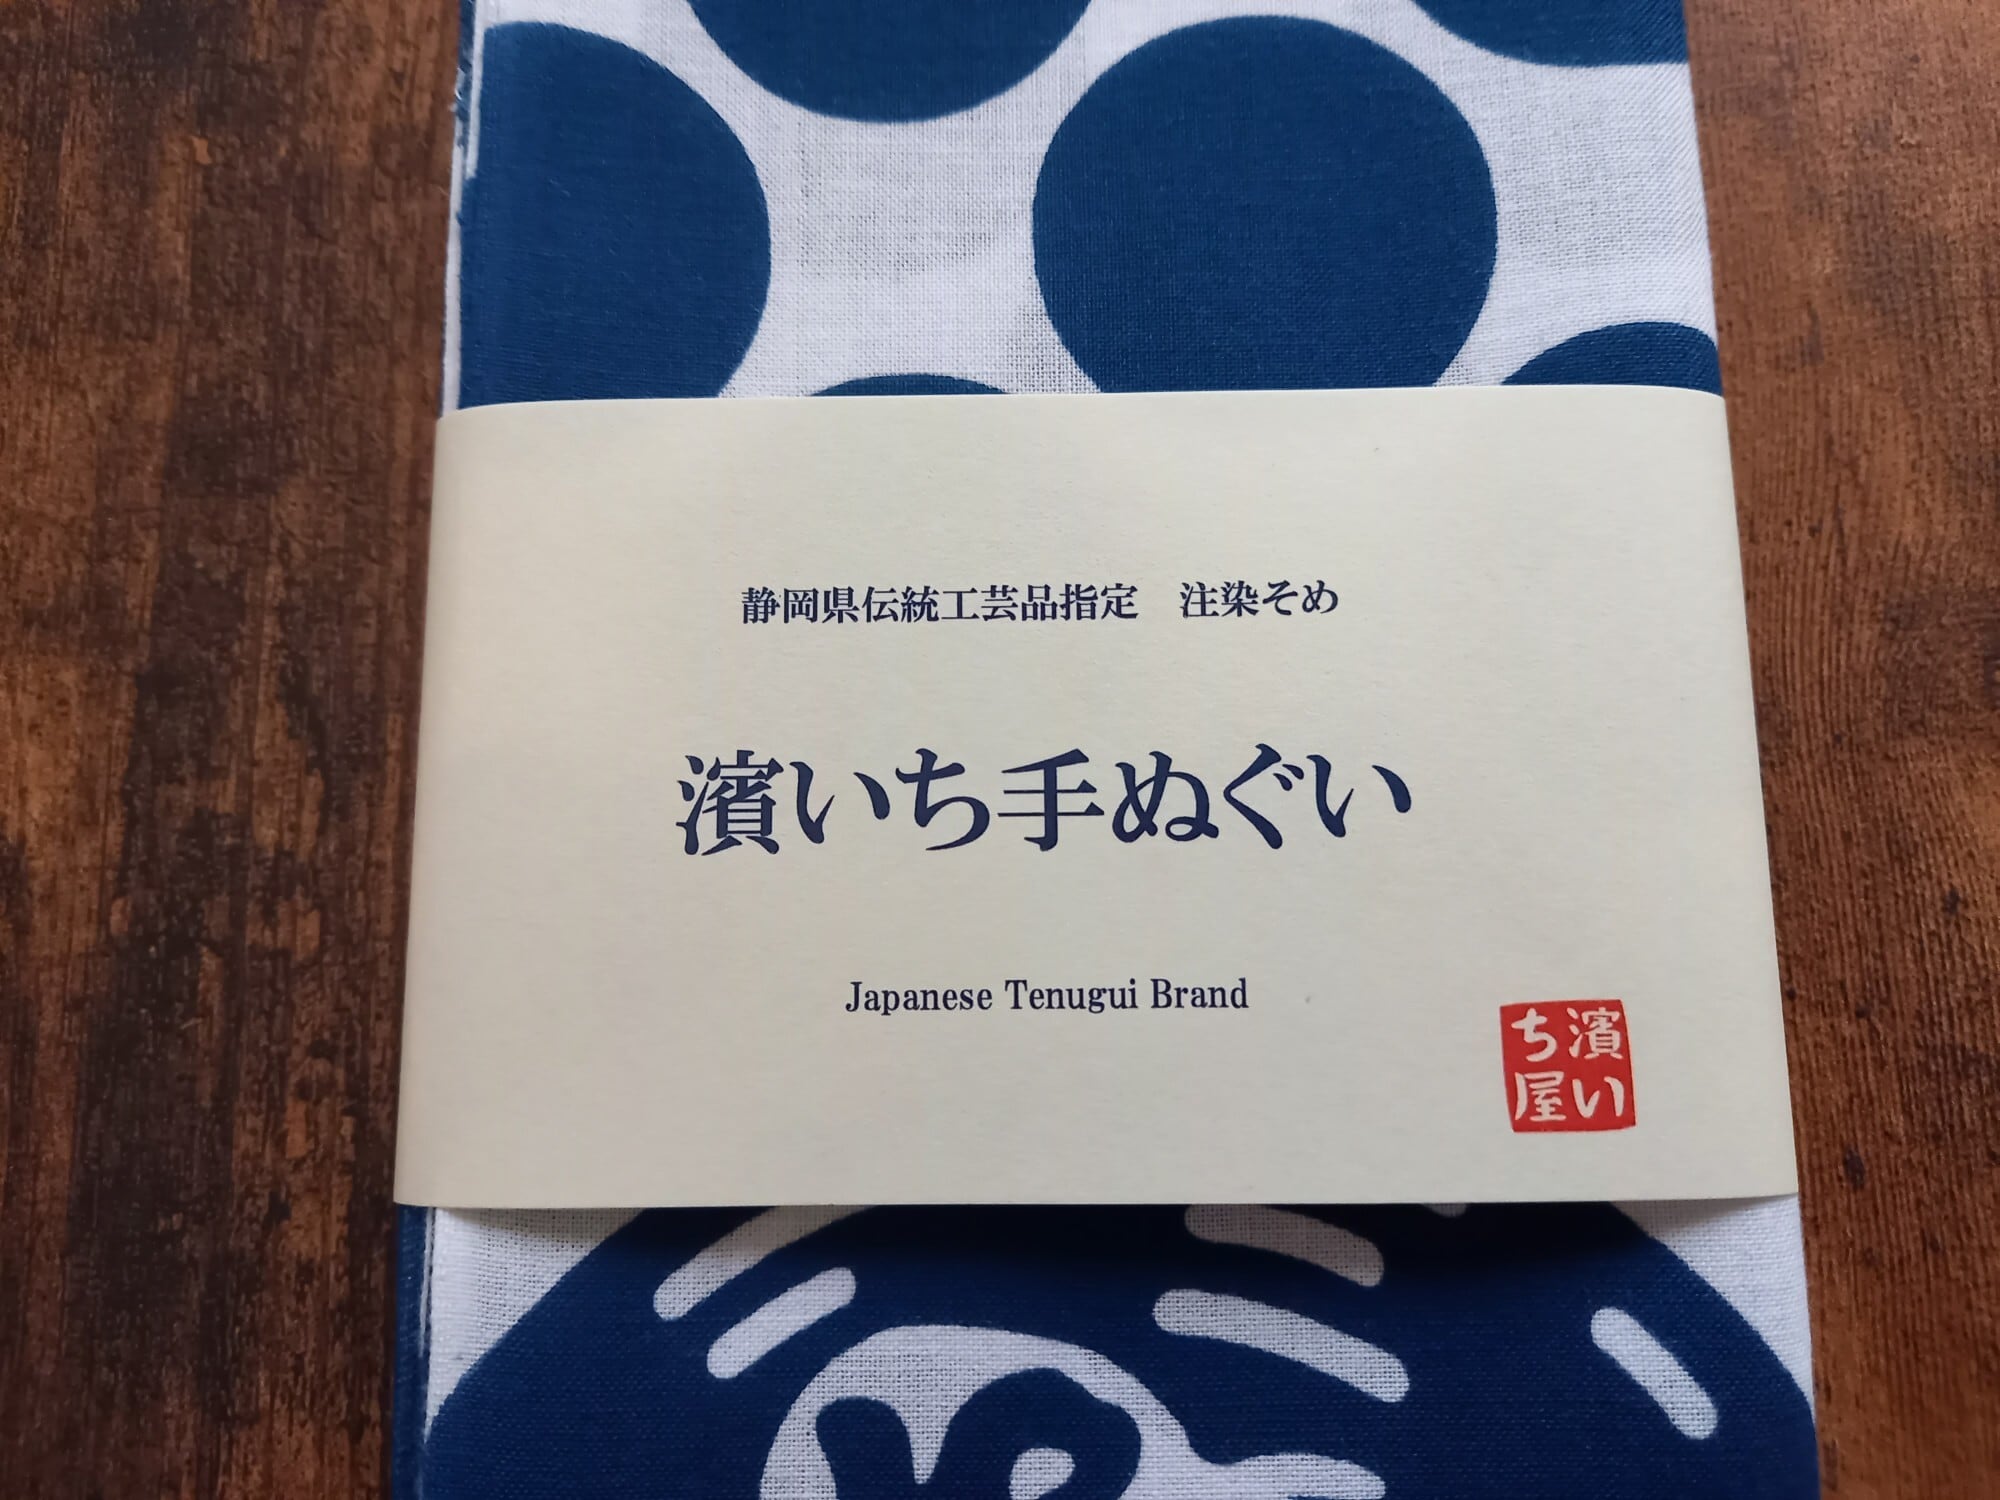 静岡県伝統工芸品指定　注染そめ
濱いち手ぬぐい
Japanese Tenugui Brand
濱い
ち屋